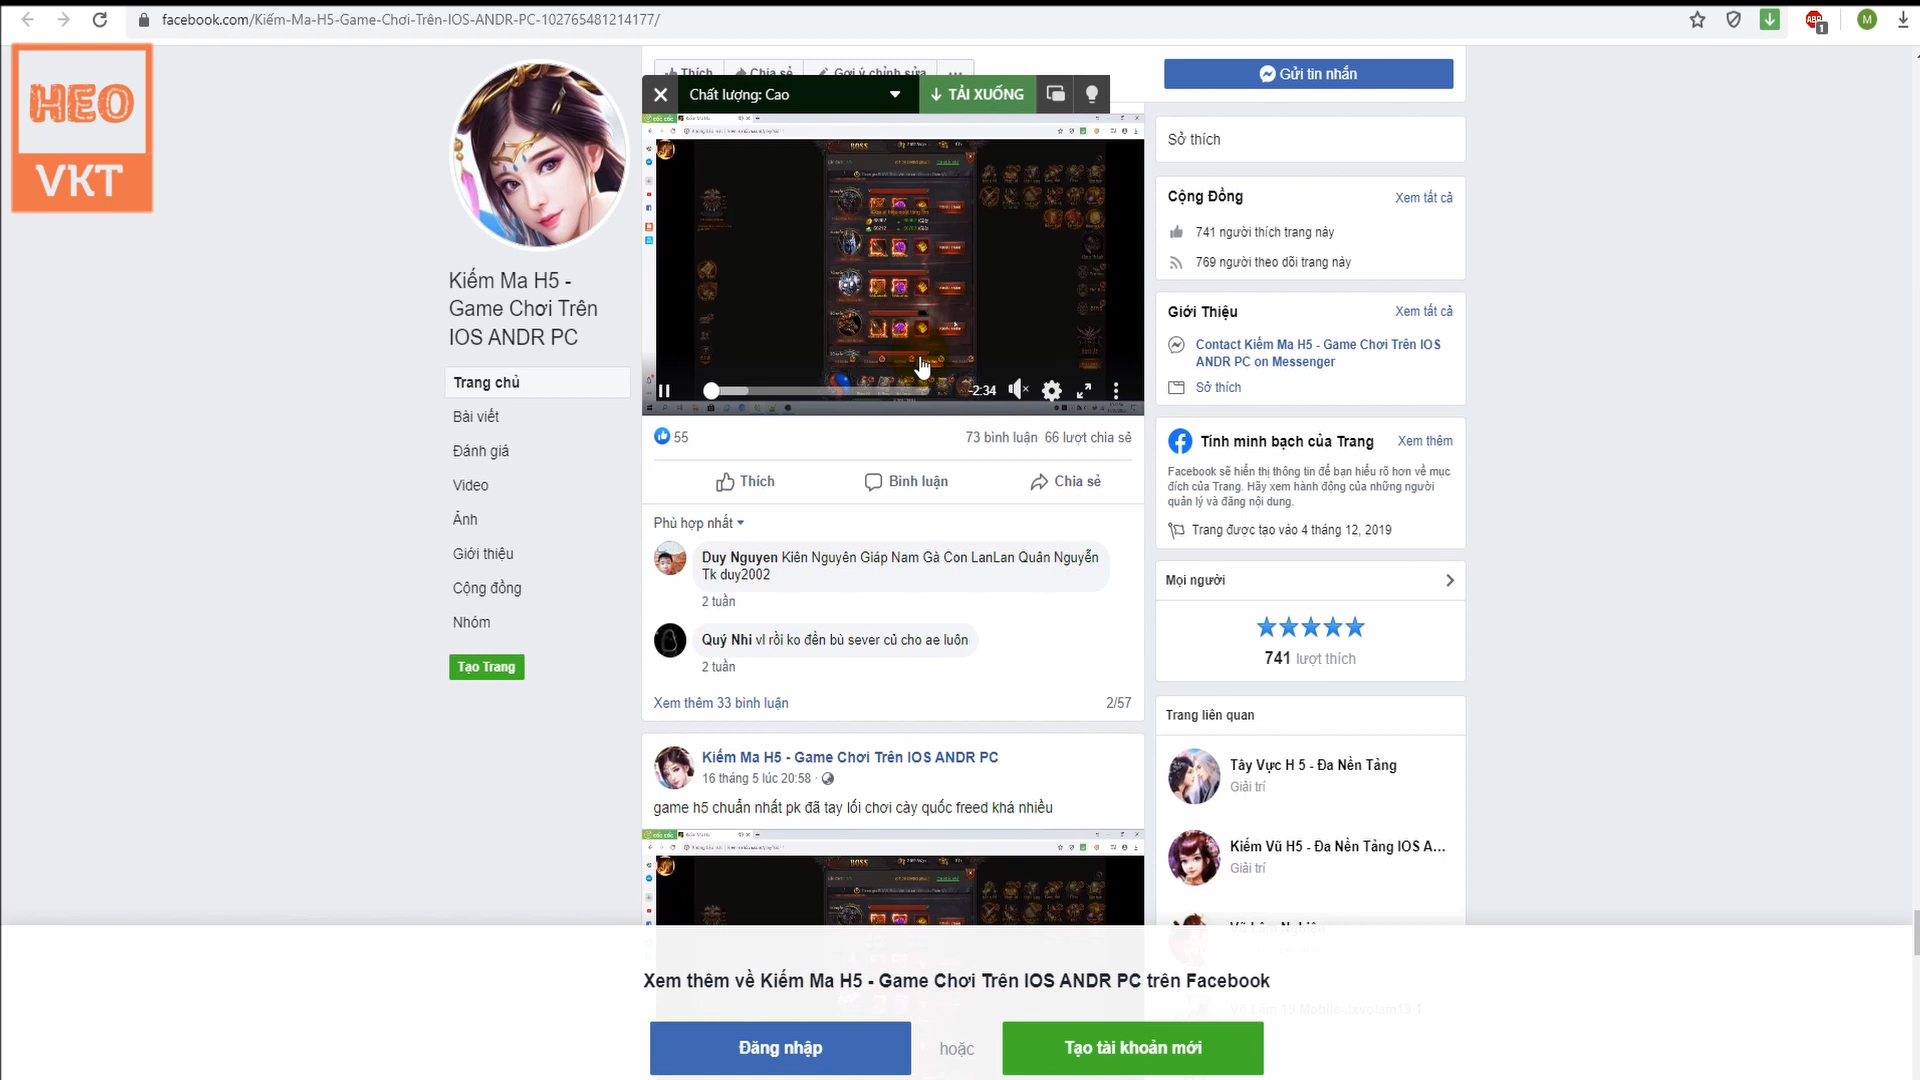 facebook.com/Kiếm-Ma-H5-Game-Chơi-Trên-IOS-ANDR-PC-102765481214177/
ABP
1
M
HEO
VKT
Kiếm Ma H5 -
Game Chơi Trên
IOS ANDR PC
Trang chủ
Bài viết
Đánh giá
Video
Ảnh
Giới thiệu
Cộng đồng
Nhóm
Tạo Trang
Thích
Chia sẻ
Gợi ý chỉnh sửa
...
Chất lượng: Cao
TẢI XUỐNG
BOSS
-2:34
55
73 bình luận 66 lượt chia sẻ
Thích
Bình luận
Chia sẻ
Phù hợp nhất
Duy Nguyen Kiên Nguyên Giáp Nam Gà Con LanLan Quân Nguyễn
Tk duy2002
2 tuần
Quý Nhi vl rồi ko đền bù sever củ cho ae luôn
2 tuần
Xem thêm 33 bình luận
2/57
Kiếm Ma H5 - Game Chơi Trên IOS ANDR PC
16 tháng 5 lúc 20:58 ·
game h5 chuẩn nhất pk đã tay lối chơi cày quốc freed khá nhiều
BOSS
Gửi tin nhắn
Sở thích
Cộng Đồng
Xem tất cả
741 người thích trang này
769 người theo dõi trang này
Giới Thiệu
Xem tất cả
Contact Kiếm Ma H5 - Game Chơi Trên IOS
ANDR PC on Messenger
Sở thích
Tính minh bạch của Trang
Xem thêm
Facebook sẽ hiển thị thông tin để bạn hiểu rõ hơn về mục
đích của Trang. Hãy xem hành động của những người
quản lý và đăng nội dung.
Trang được tạo vào 4 tháng 12, 2019
Mọi người
741 lượt thích
Trang liên quan
Tây Vực H 5 - Đa Nền Tảng
Giải trí
Kiếm Vũ H5 - Đa Nền Tảng IOS A...
Giải trí
Xem thêm về Kiếm Ma H5 - Game Chơi Trên IOS ANDR PC trên Facebook
Đăng nhập
hoặc
Tạo tài khoản mới